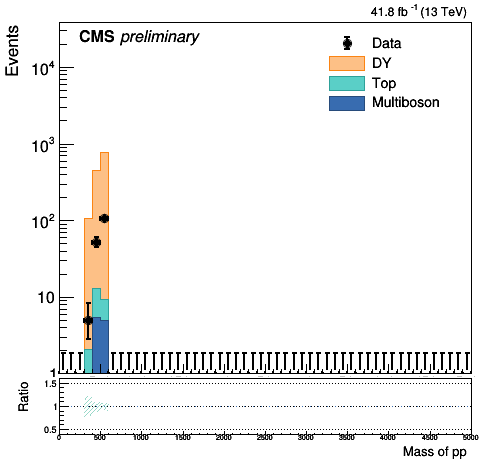 41.8 fb⁻¹ (13 TeV)
CMS preliminary
Events
Data
DY
Top
Multiboson
10⁴
10³
10²
10
1
Ratio
1.5
1
0.5
0 500 1000 1500 2000 2500 3000 3500 4000 4500 5000
Mass of pp